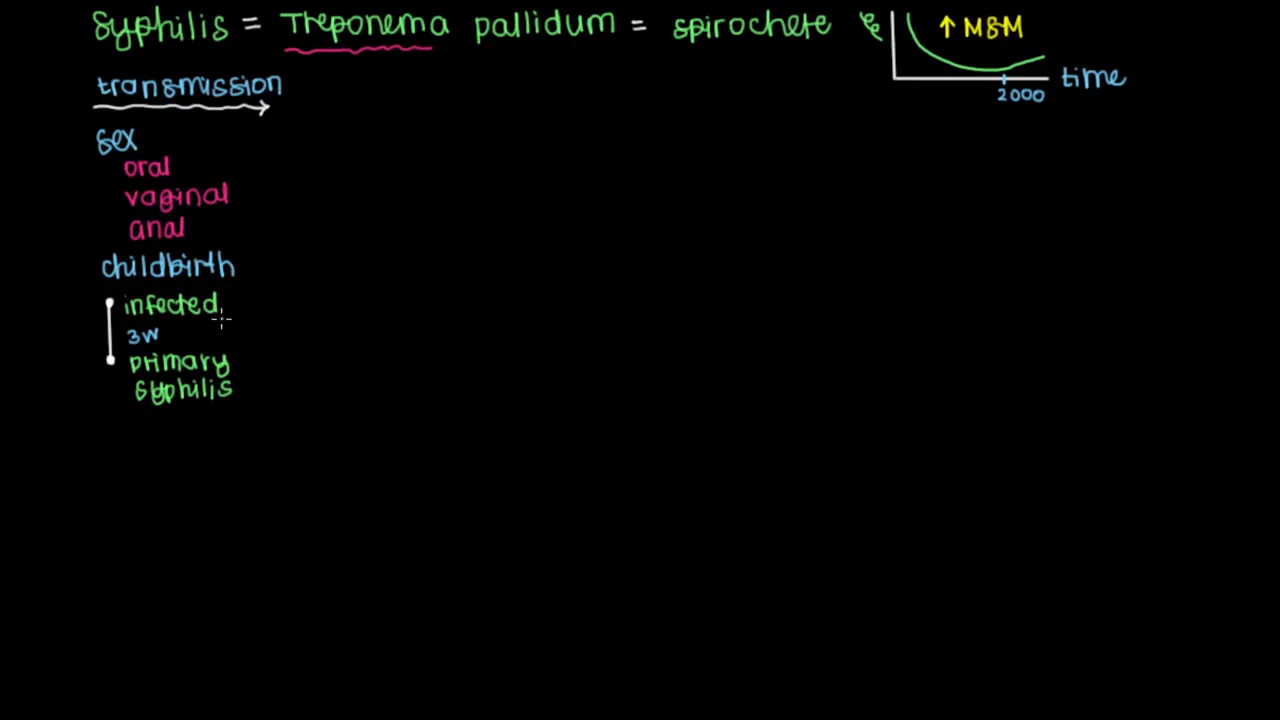 syphilis = Treponema pallidum = spirochete
↑ MSM
time
2000
transmission
sex
oral
vaginal
anal
childbirth
infected
3W
primary
syphilis